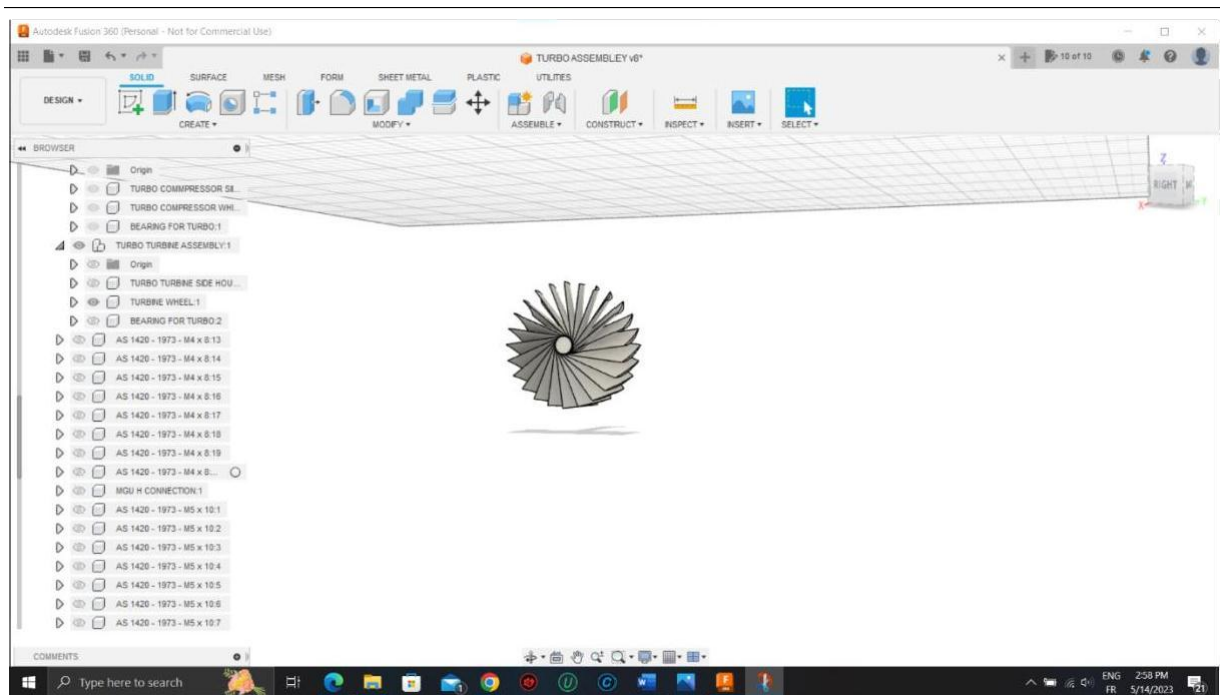 Autodesk Fusion 360 (Personal - Not for Commercial Use)
TURBO ASSEMBLEY v6*
10 of 10
SOLID SURFACE MESH FORM SHEET METAL PLASTIC UTILITIES
DESIGN
CREATE MODIFY ASSEMBLE CONSTRUCT INSPECT INSERT SELECT
BROWSER
Origin
TURBO COMMPRESSOR SI...
TURBO COMPRESSOR WHI...
BEARING FOR TURBO:1
TURBO TURBINE ASSEMBLY:1
Origin
TURBO TURBINE SIDE HOU...
TURBINE WHEEL:1
BEARING FOR TURBO:2
AS 1420 - 1973 - M4 x 8:13
AS 1420 - 1973 - M4 x 8:14
AS 1420 - 1973 - M4 x 8:15
AS 1420 - 1973 - M4 x 8:16
AS 1420 - 1973 - M4 x 8:17
AS 1420 - 1973 - M4 x 8:18
AS 1420 - 1973 - M4 x 8:19
AS 1420 - 1973 - M4 x 8:...
MGU H CONNECTION:1
AS 1420 - 1973 - M5 x 10:1
AS 1420 - 1973 - M5 x 10:2
AS 1420 - 1973 - M5 x 10:3
AS 1420 - 1973 - M5 x 10:4
AS 1420 - 1973 - M5 x 10:5
AS 1420 - 1973 - M5 x 10:6
AS 1420 - 1973 - M5 x 10:7
Z
RIGHT
X
Y
COMMENTS
Type here to search
ENG 2:58 PM
FR 5/14/2023
21